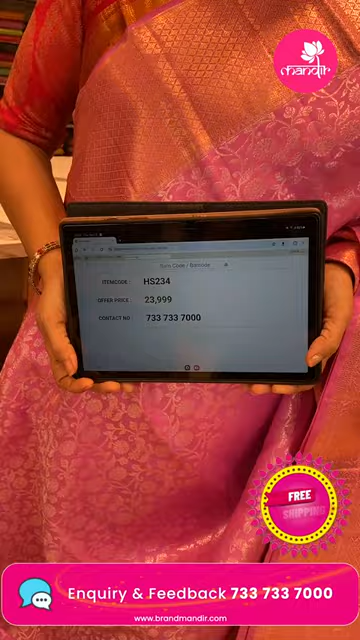 mandir
Item Code / Barcode
ITEMCODE : HS234
OFFER PRICE : 23,999
CONTACT NO : 733 733 7000
FREE
SHIPPING
Enquiry & Feedback 733 733 7000
www.brandmandir.com